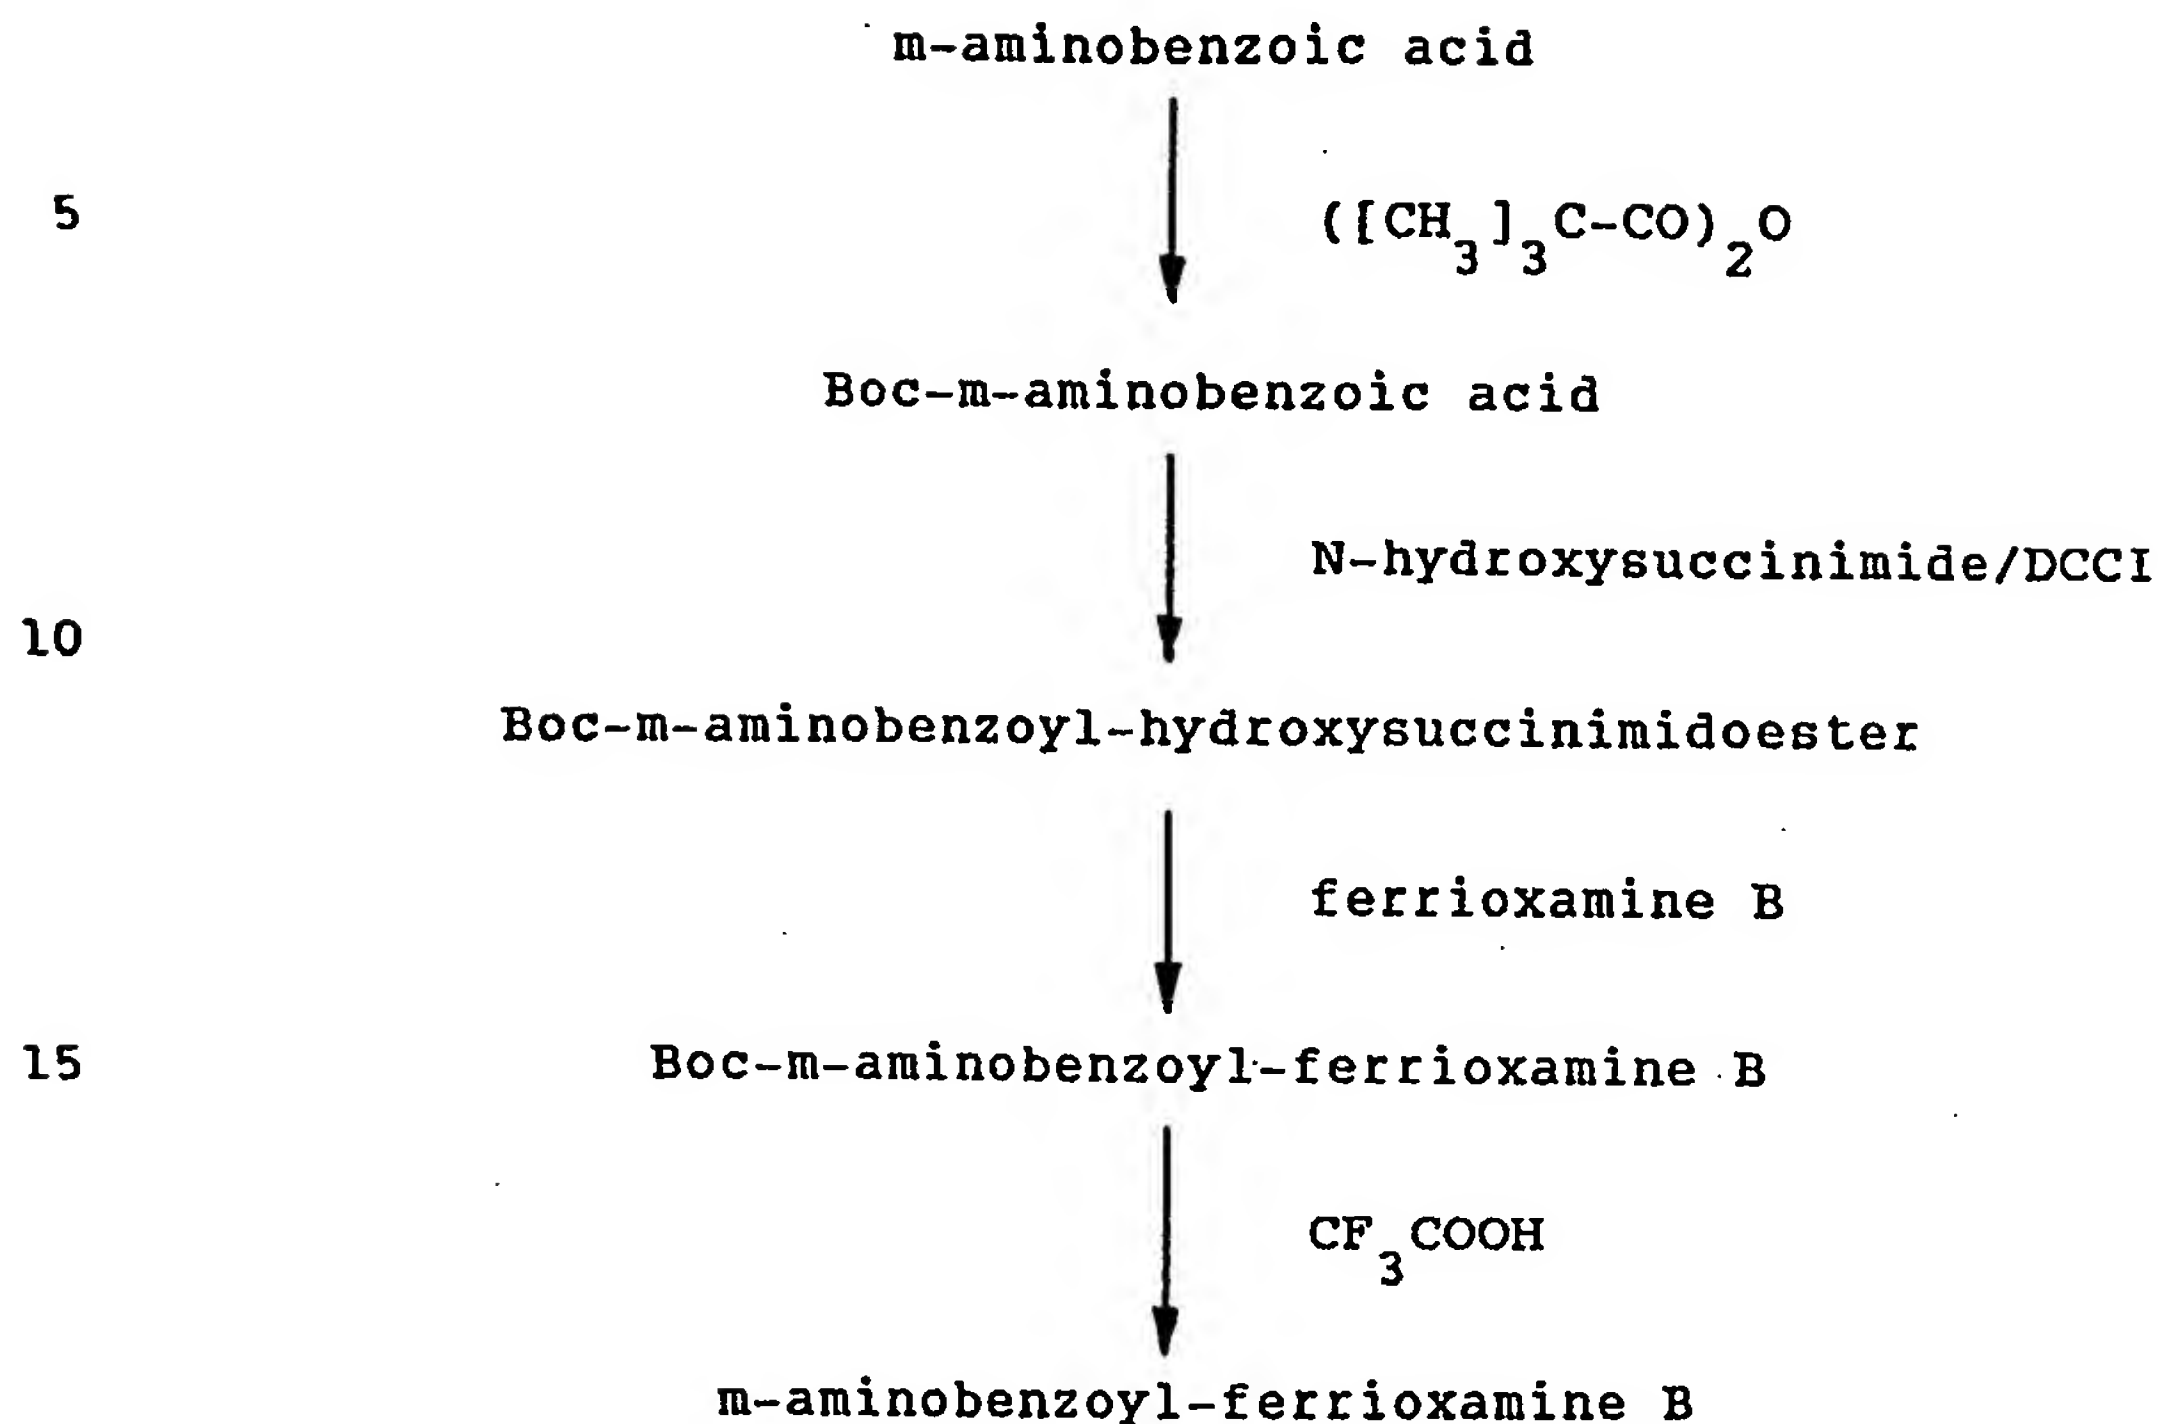 m-aminobenzoic acid
5 ([CH3]3C-CO)2O
Boc-m-aminobenzoic acid
N-hydroxysuccinimide/DCCI
10
Boc-m-aminobenzoyl-hydroxysuccinimidoester
ferrioxamine B
15 Boc-m-aminobenzoyl-ferrioxamine B
CF3COOH
m-aminobenzoyl-ferrioxamine B